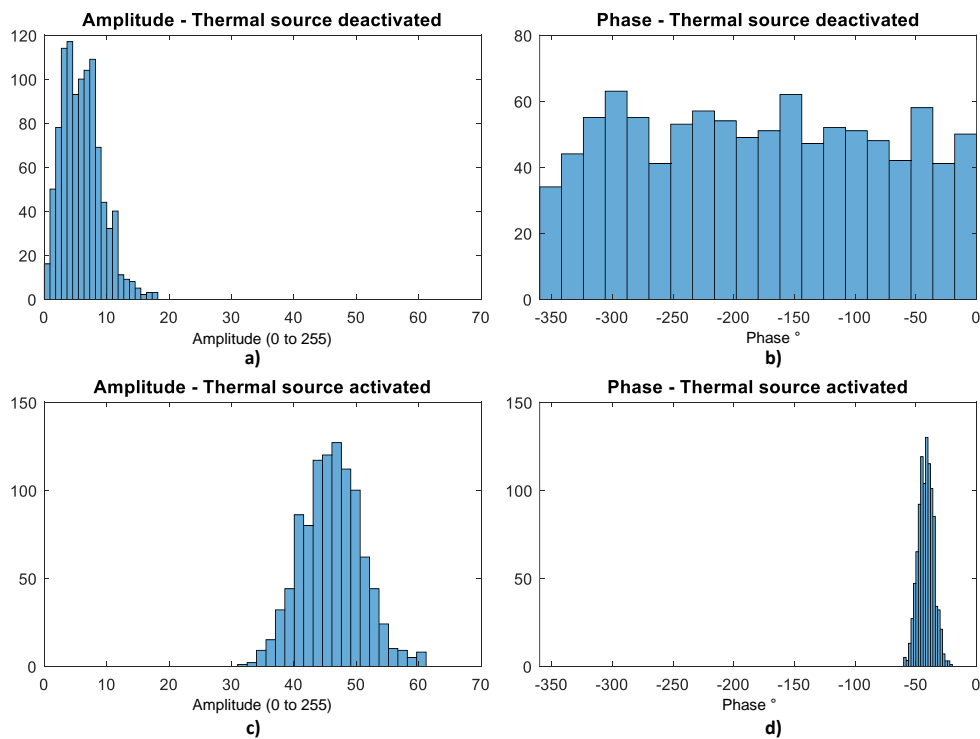 Amplitude - Thermal source deactivated
120
100
80
60
40
20
0
0 10 20 30 40 50 60 70
Amplitude (0 to 255)
a)
Phase - Thermal source deactivated
80
60
40
20
0
-350 -300 -250 -200 -150 -100 -50 0
Phase °
b)
Amplitude - Thermal source activated
150
100
50
0
0 10 20 30 40 50 60 70
Amplitude (0 to 255)
c)
Phase - Thermal source activated
150
100
50
0
-350 -300 -250 -200 -150 -100 -50 0
Phase °
d)